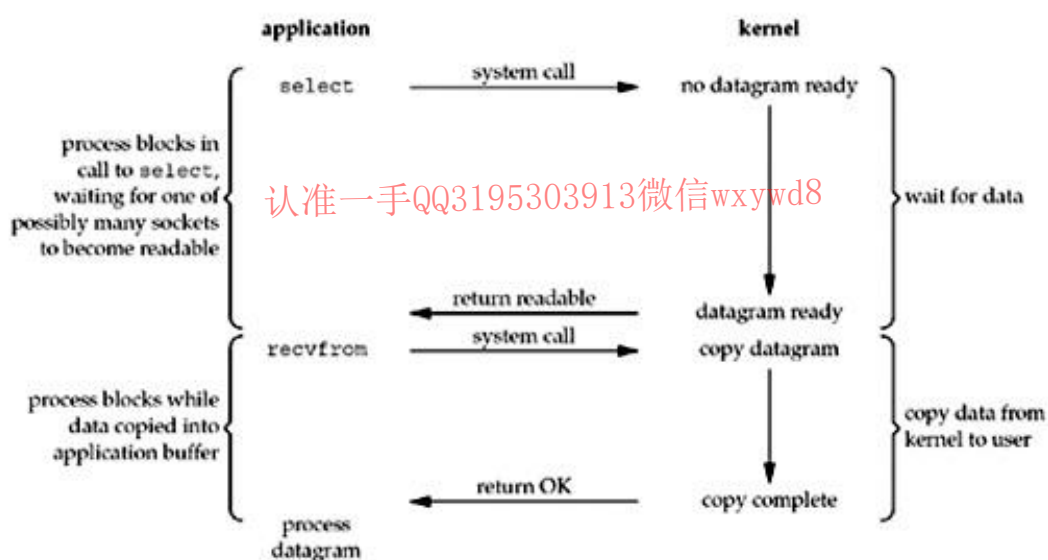 application
kernel
select
system call
no datagram ready
process blocks in
call to select,
waiting for one of
possibly many sockets
to become readable
认准一手QQ3195303913微信wxywd8
wait for data
return readable
datagram ready
recvfrom
system call
copy datagram
process blocks while
data copied into
application buffer
copy data from
kernel to user
return OK
copy complete
process
datagram